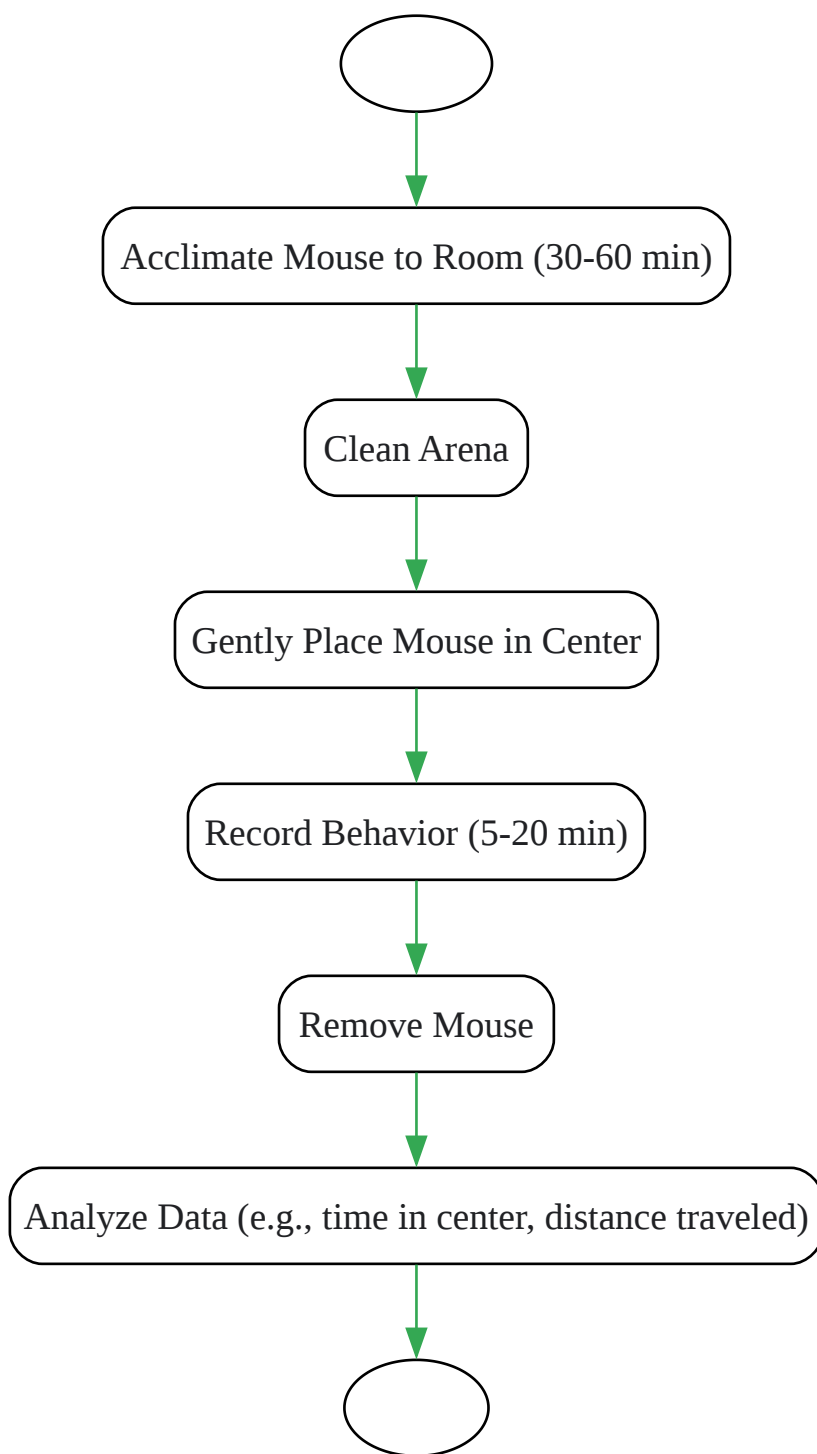 Acclimate Mouse to Room (30-60 min)
Clean Arena
Gently Place Mouse in Center
Record Behavior (5-20 min)
Remove Mouse
Analyze Data (e.g., time in center, distance traveled)